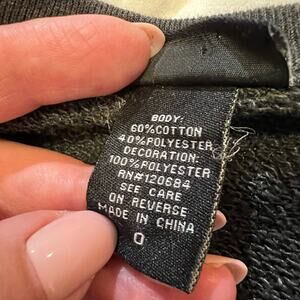 BODY:
60%COTTON
40%POLYESTER
DECORATION:
100%POLYESTER
RN#120684
SEE CARE
ON REVERSE
MADE IN CHINA
0